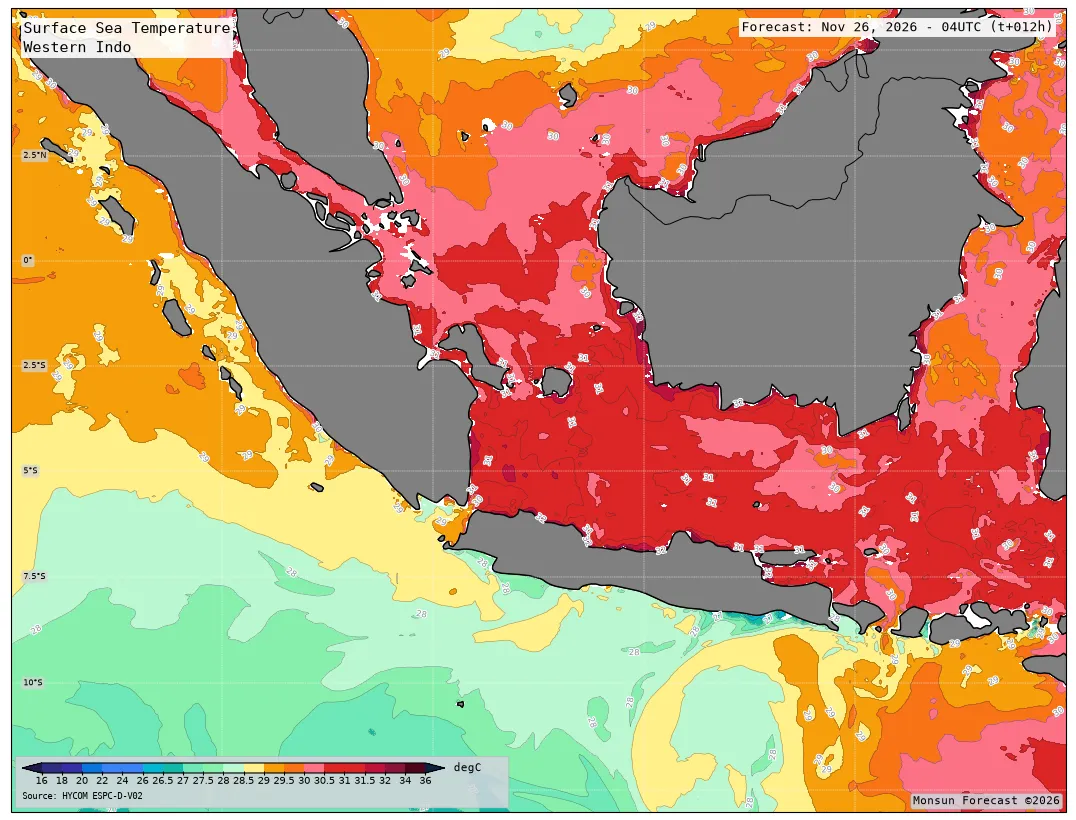 Surface Sea Temperature
Western Indo
Forecast: Nov 26, 2026 - 04UTC (t+012h)
2.5°N
0°
2.5°S
5°S
7.5°S
10°S
degC
16 18 20 22 24 26 26.5 27 27.5 28 28.5 29 29.5 30 30.5 31 31.5 32 33 36
Source: HYCOM ESPC-D-V02
Monsun Forecast ©2026